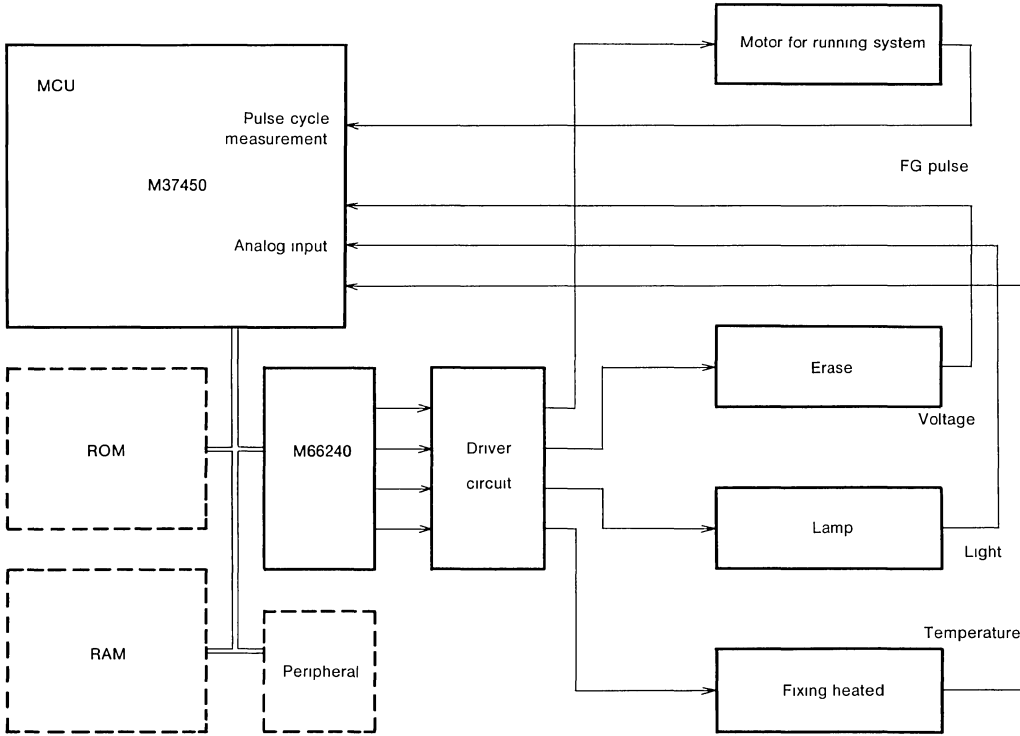 Motor for running system
MCU
Pulse cycle
measurement
FG pulse
M37450
Analog input
Erase
Voltage
ROM
M66240
Driver
circuit
Lamp
Light
RAM
Peripheral
Temperature
Fixing heated